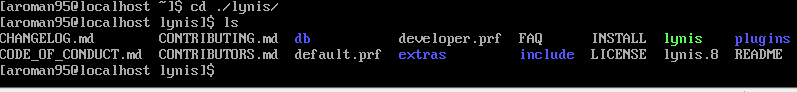 [aroman95@localhost ~]$ cd ./lynis/
[aroman95@localhost lynis]$ ls
CHANGELOG.md CONTRIBUTING.md db developer.prf FAQ INSTALL lynis plugins
CODE_OF_CONDUCT.md CONTRIBUTORS.md default.prf extras include LICENSE lynis.8 README
[aroman95@localhost lynis]$